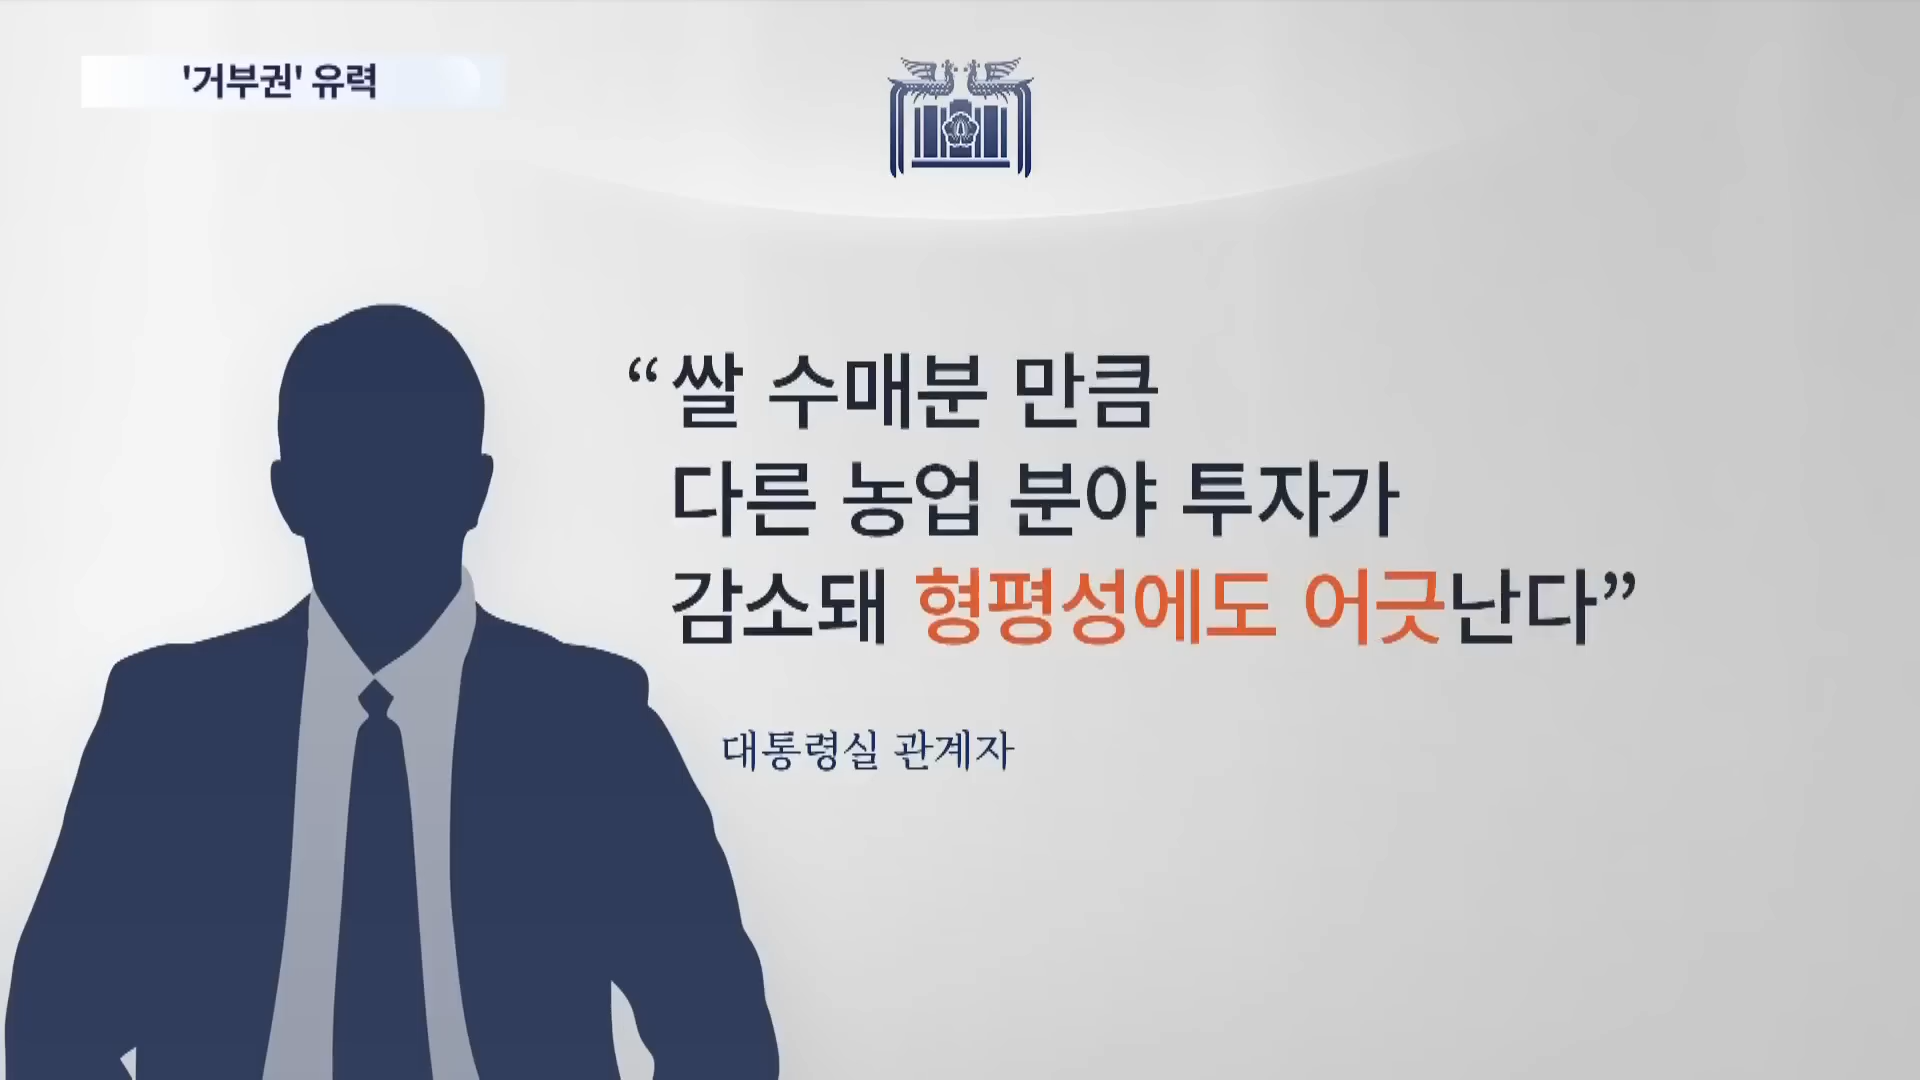 '거부권' 유력
“쌀 수매분 만큼
다른 농업 분야 투자가
감소돼 형평성에도 어긋난다”
대통령실 관계자